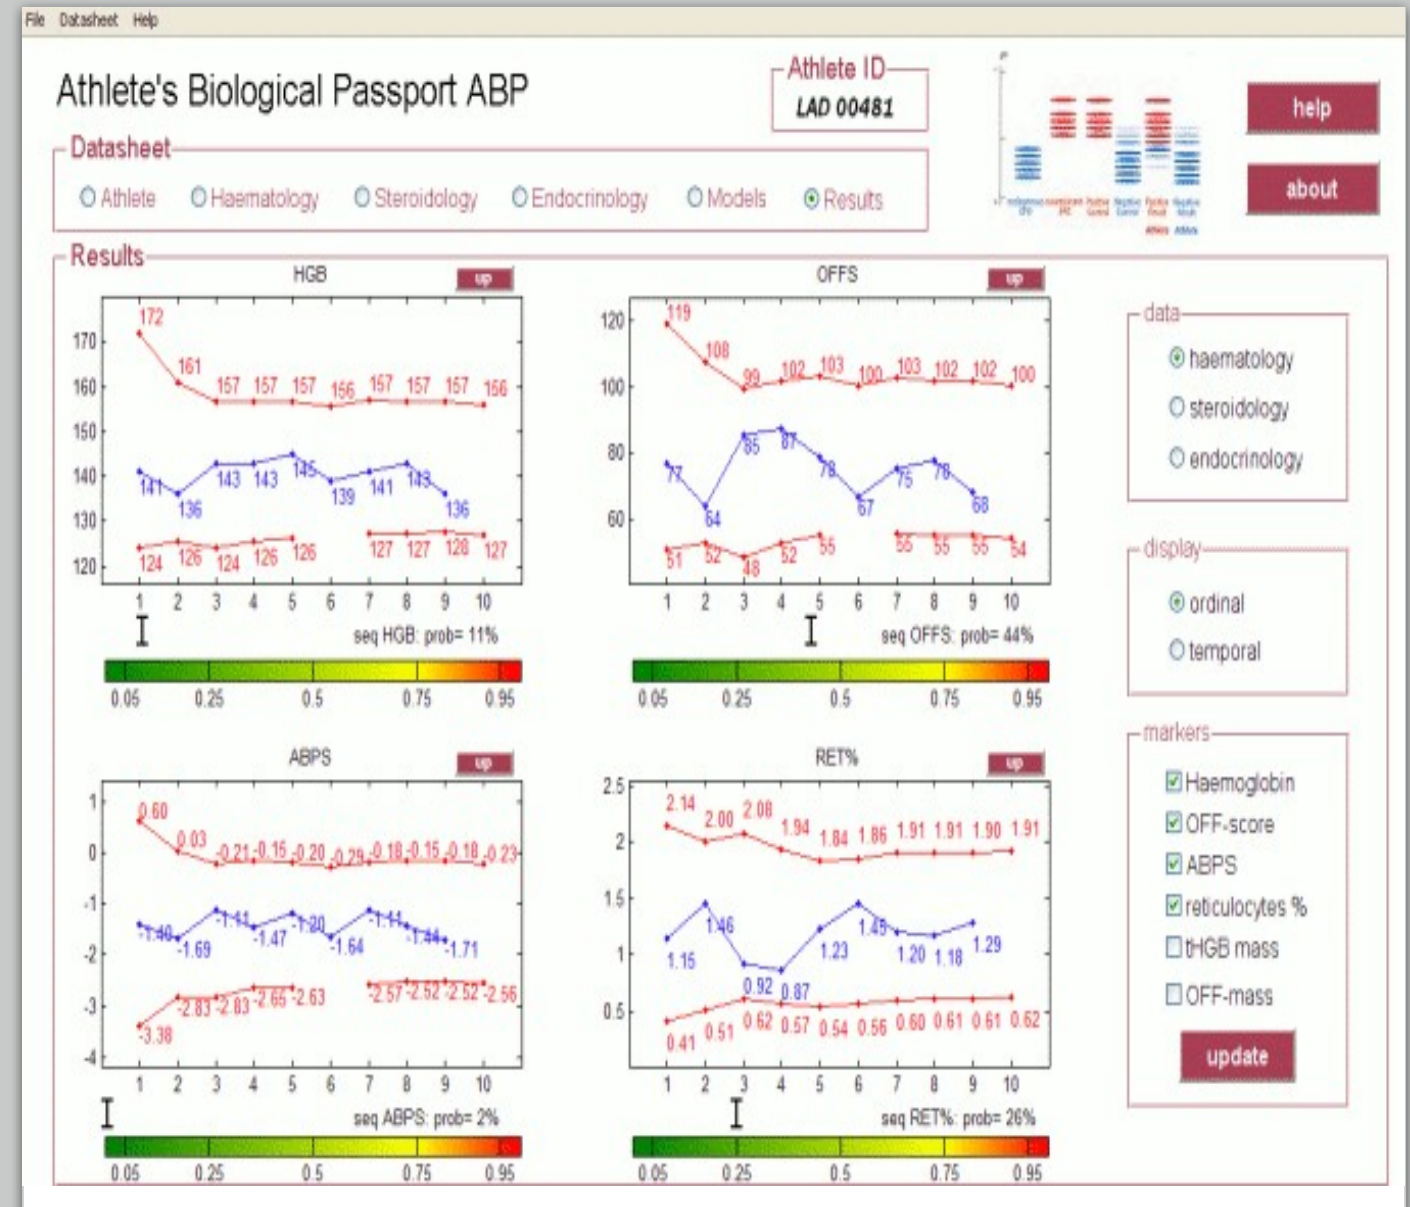 File Datasheet Help
Athlete's Biological Passport ABP
Athlete ID
LAD 00481
help
about
Datasheet
Athlete Haematology Steroidology Endocrinology Models Results
Positive Control Negative Control
Athlete Athlete
Results
HGB
up
172 161 157 157 157 156 157 157 157 156
141 136 143 143 145 139 141 143 136
124 126 124 126 126 127 127 128 127
170
160
150
140
130
120
1 2 3 4 5 6 7 8 9 10
seq HGB: prob= 11%
0.05 0.25 0.5 0.75 0.95
OFFS
up
119 108 99 102 103 100 103 102 102 100
77 64 85 87 78 67 75 78 68
51 52 48 52 55 55 55 55 54
120
100
80
60
1 2 3 4 5 6 7 8 9 10
seq OFFS: prob= 44%
0.05 0.25 0.5 0.75 0.95
ABPS
up
0.60 0.03 -0.21 -0.15 -0.20 -0.29 -0.18 -0.15 -0.18 -0.23
-1.40 -1.69 -1.11 -1.47 -1.20 -1.64 -1.11 -1.44 -1.71
-3.38 -2.83 -2.83 -2.65 -2.63 -2.57 -2.52 -2.52 -2.56
1
0
-1
-2
-3
-4
1 2 3 4 5 6 7 8 9 10
seq ABPS: prob= 2%
0.05 0.25 0.5 0.75 0.95
RET%
up
2.14 2.00 2.08 1.94 1.84 1.86 1.91 1.91 1.90 1.91
1.15 1.46 0.92 0.87 1.23 1.45 1.20 1.18 1.29
0.41 0.51 0.62 0.57 0.54 0.56 0.60 0.61 0.61 0.62
2.5
2
1.5
1
0.5
1 2 3 4 5 6 7 8 9 10
seq RET%: prob= 26%
0.05 0.25 0.5 0.75 0.95
data
haematology
steroidology
endocrinology
display
ordinal
temporal
markers
Haemoglobin
OFF-score
ABPS
reticulocytes %
tHGB mass
OFF-mass
update